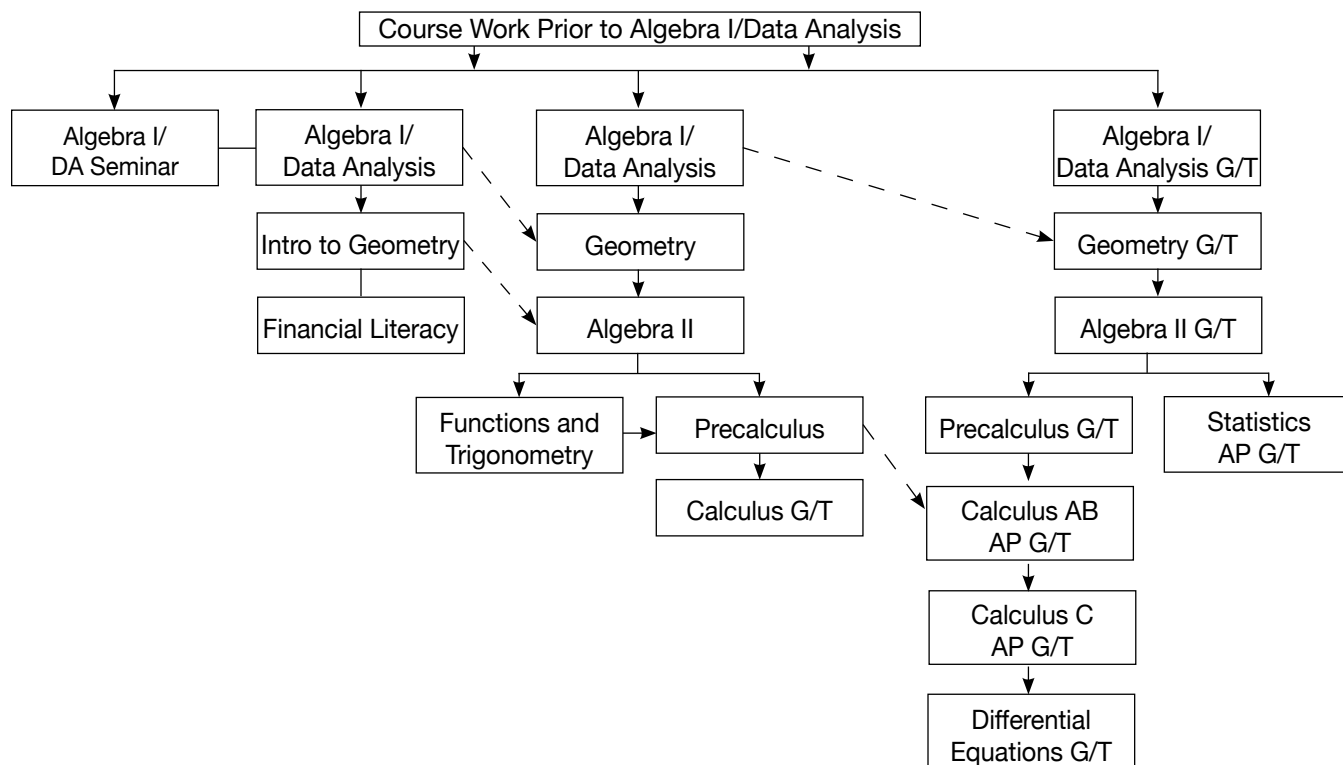 Course Work Prior to Algebra I/Data Analysis
Algebra I/
DA Seminar
Algebra I/
Data Analysis
Algebra I/
Data Analysis
Algebra I/
Data Analysis G/T
Intro to Geometry
Geometry
Geometry G/T
Financial Literacy
Algebra II
Algebra II G/T
Functions and
Trigonometry
Precalculus
Precalculus G/T
Statistics
AP G/T
Calculus G/T
Calculus AB
AP G/T
Calculus C
AP G/T
Differential
Equations G/T